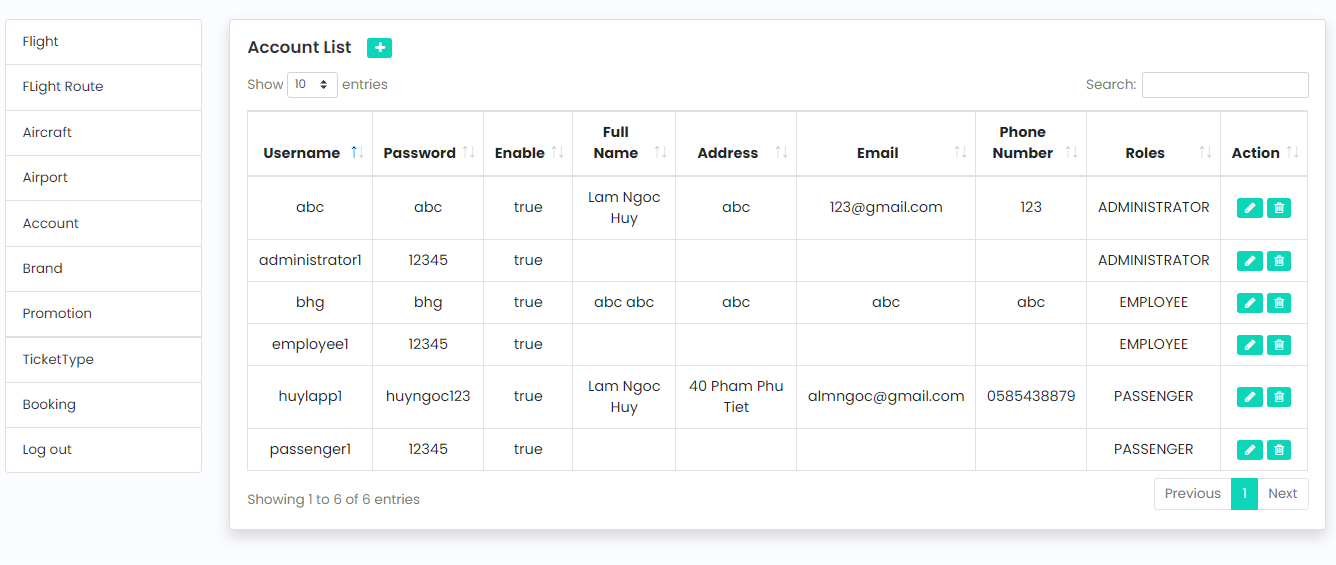 Flight
FLight Route
Aircraft
Airport
Account
Brand
Promotion
TicketType
Booking
Log out
Account List
Show 10 entries Search:
Username Password Enable Full Name Address Email Phone Number Roles Action
abc abc true Lam Ngoc Huy abc 123@gmail.com 123 ADMINISTRATOR
administrator1 12345 true ADMINISTRATOR
bhg bhg true abc abc abc abc abc EMPLOYEE
employee1 12345 true EMPLOYEE
huylapp1 huyngoc123 true Lam Ngoc Huy 40 Pham Phu Tiet almngoc@gmail.com 0585438879 PASSENGER
passenger1 12345 true PASSENGER
Showing 1 to 6 of 6 entries Previous 1 Next